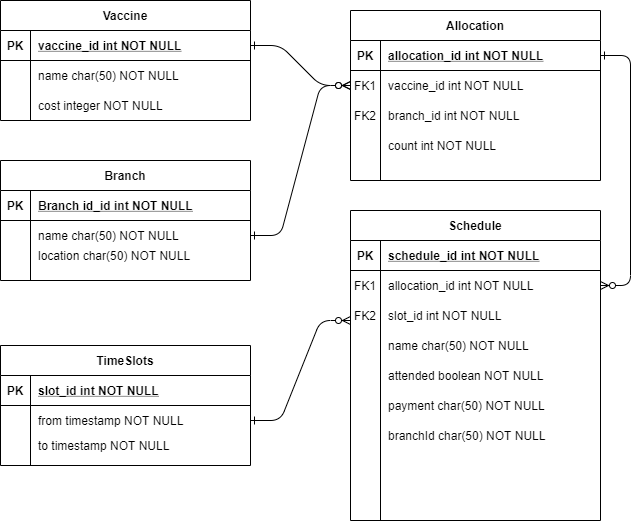 Vaccine
PK vaccine_id int NOT NULL
name char(50) NOT NULL
cost integer NOT NULL
Branch
PK Branch id_id int NOT NULL
name char(50) NOT NULL
location char(50) NOT NULL
TimeSlots
PK slot_id int NOT NULL
from timestamp NOT NULL
to timestamp NOT NULL
Allocation
PK allocation_id int NOT NULL
FK1 vaccine_id int NOT NULL
FK2 branch_id int NOT NULL
count int NOT NULL
Schedule
PK schedule_id int NOT NULL
FK1 allocation_id int NOT NULL
FK2 slot_id int NOT NULL
name char(50) NOT NULL
attended boolean NOT NULL
payment char(50) NOT NULL
branchId char(50) NOT NULL